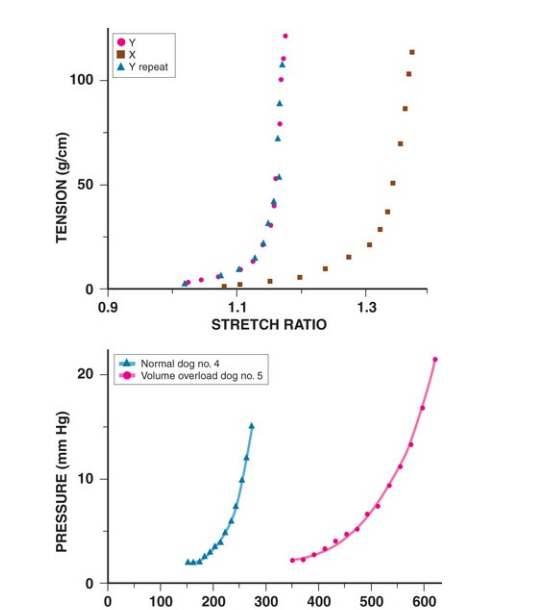 Y
X
Y repeat
TENSION (g/cm)
100
50
0
0.9
1.1
1.3
STRETCH RATIO
Normal dog no. 4
Volume overload dog no. 5
PRESSURE (mm Hg)
20
10
0
0
100
200
300
400
500
600